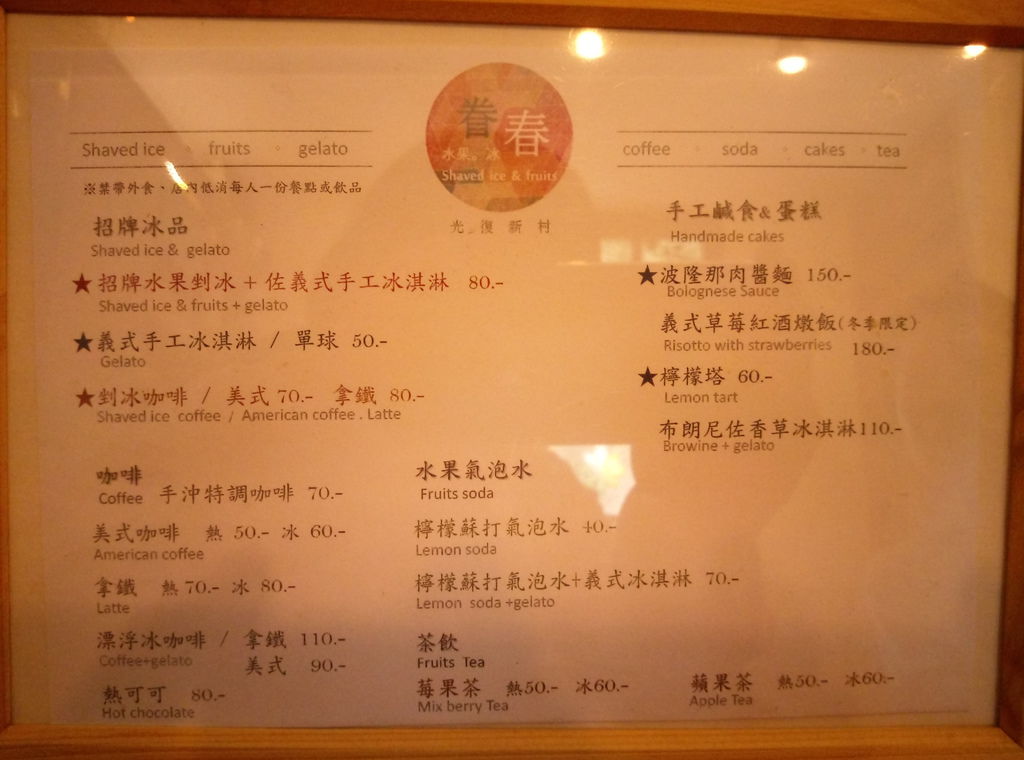 Shaved ice ◦ fruits ◦ gelato
眷春
水果。冰
Shaved ice & fruits
光復新村
coffee ◦ soda ◦ cakes ◦ tea
※禁帶外食、店內低消每人一份餐點或飲品
招牌冰品
Shaved ice & gelato
★招牌水果剉冰 + 佐義式手工冰淇淋 80.-
Shaved ice & fruits + gelato
★義式手工冰淇淋 / 單球 50.-
Gelato
★剉冰咖啡 / 美式 70.- 拿鐵 80.-
Shaved ice coffee / American coffee . Latte
手工鹹食&蛋糕
Handmade cakes
★波隆那肉醬麵 150.-
Bolognese Sauce
義式草莓紅酒燉飯(冬季限定)
Risotto with strawberries 180.-
★檸檬塔 60.-
Lemon tart
布朗尼佐香草冰淇淋110.-
Browine + gelato
咖啡
Coffee 手沖特調咖啡 70.-
美式咖啡 熱 50.- 冰 60.-
American coffee
拿鐵 熱 70.- 冰 80.-
Latte
漂浮冰咖啡 / 拿鐵 110.-
Coffee+gelato 美式 90.-
熱可可 80.-
Hot chocolate
水果氣泡水
Fruits soda
檸檬蘇打氣泡水 40.-
Lemon soda
檸檬蘇打氣泡水+義式冰淇淋 70.-
Lemon soda +gelato
茶飲
Fruits Tea
莓果茶 熱50.- 冰60.-
Mix berry Tea
蘋果茶 熱50.- 冰60.-
Apple Tea